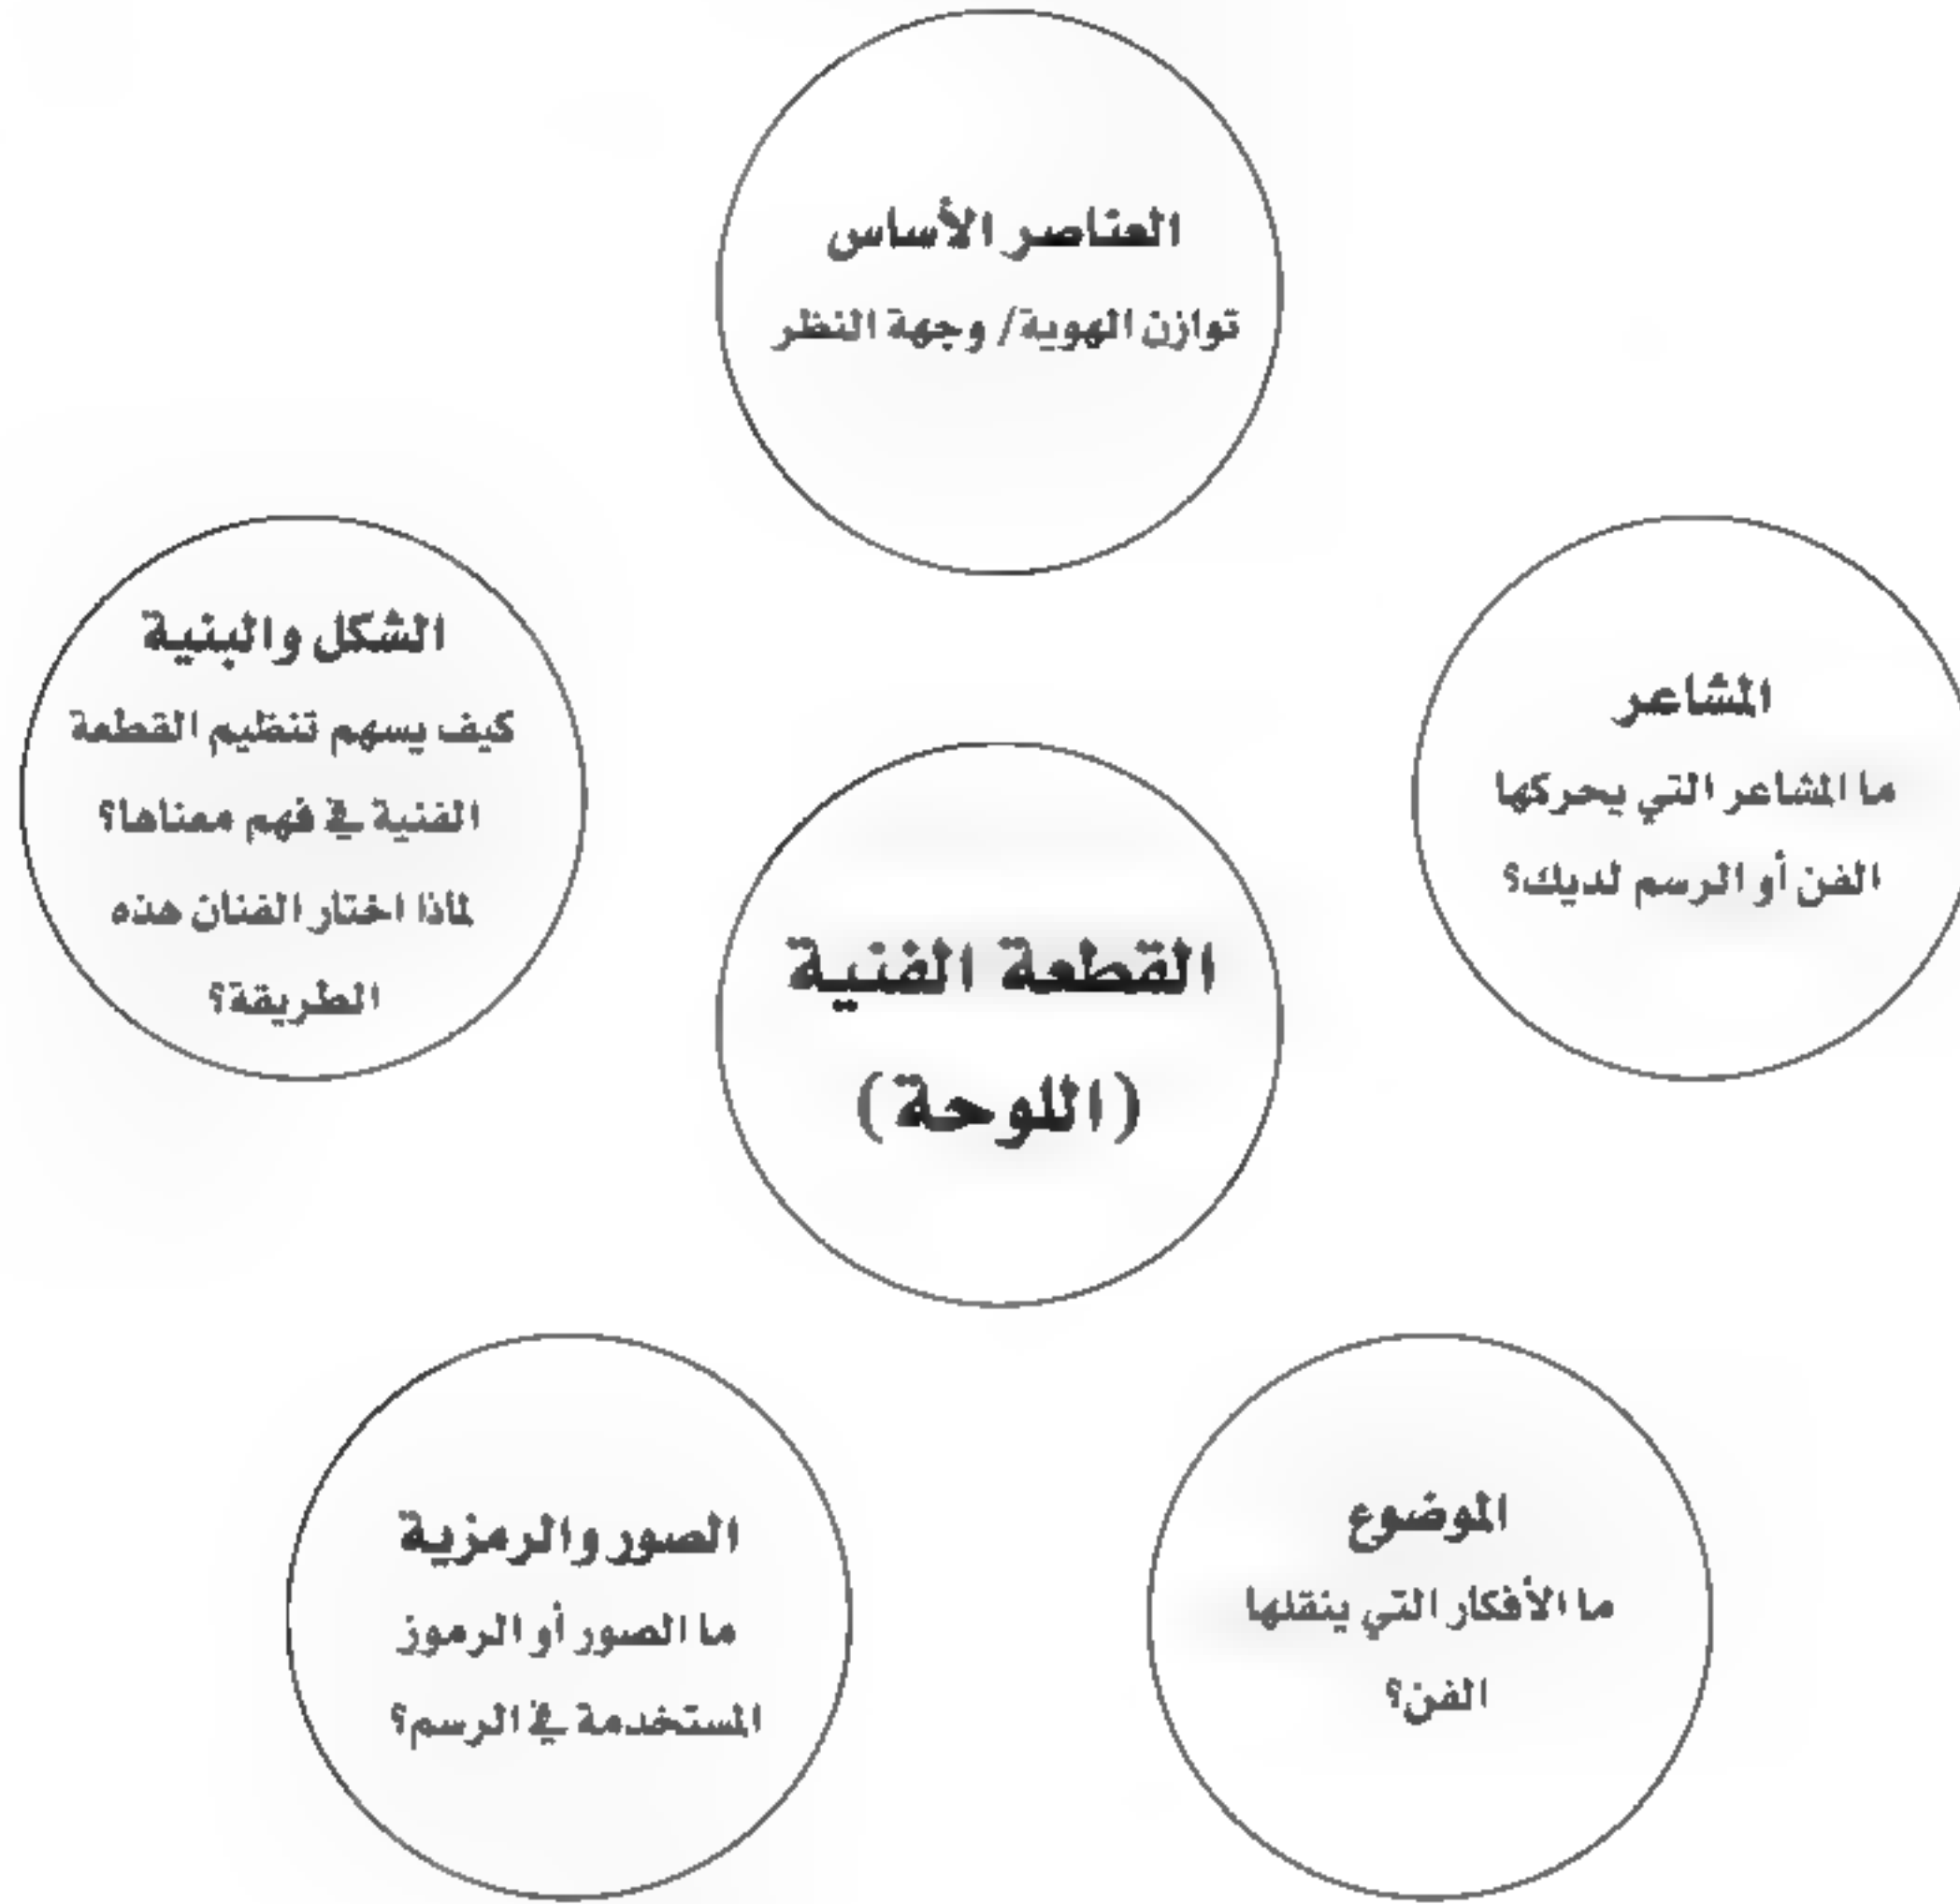 العناصر الأساس
توازن الهوية/ وجهة النظر
المشاعر
ما المشاعر التي يحركها
الفن أو الرسم لديك؟
الشكل والبنية
كيف يسهم تنظيم القطعة
الفنية في فهم معناها؟
لماذا اختار الفنان هذه
الطريقة؟
القطعة الفنية
(اللوحة)
الموضوع
ما الأفكار التي ينقلها
الفن؟
الصور والرمزية
ما الصور أو الرموز
المستخدمة في الرسم؟